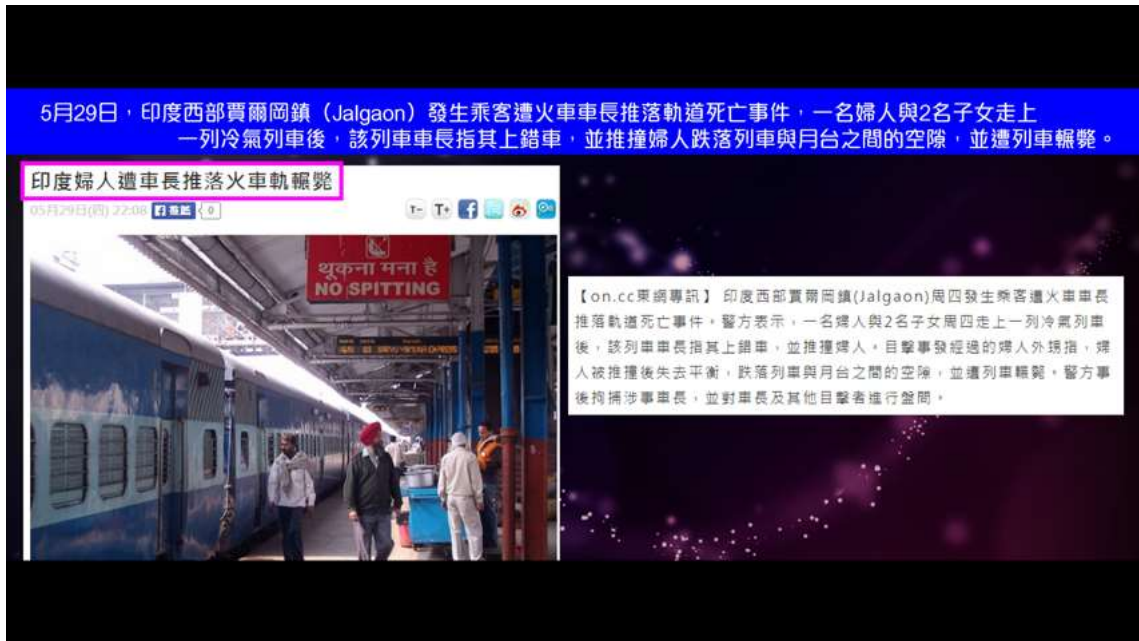 5月29日，印度西部賈爾岡鎮（Jalgaon）發生乘客遭火車車長推落軌道死亡事件，一名婦人與2名子女走上
一列冷氣列車後，該列車車長指其上錯車，並推撞婦人跌落列車與月台之間的空隙，並遭列車輾斃。
印度婦人遭車長推落火車軌輾斃
05月29日(四) 22:08 推薦 0
T- T+
थूकना मना है
NO SPITTING
【on.cc東網專訊】 印度西部賈爾岡鎮(Jalgaon)周四發生乘客遭火車車長
推落軌道死亡事件。警方表示，一名婦人與2名子女周四走上一列冷氣列車
後，該列車車長指其上錯車，並推撞婦人。目擊事發經過的婦人外甥指，婦
人被推撞後失去平衡，跌落列車與月台之間的空隙，並遭列車輾斃。警方事
後拘捕涉事車長，並對車長及其他目擊者進行盤問。